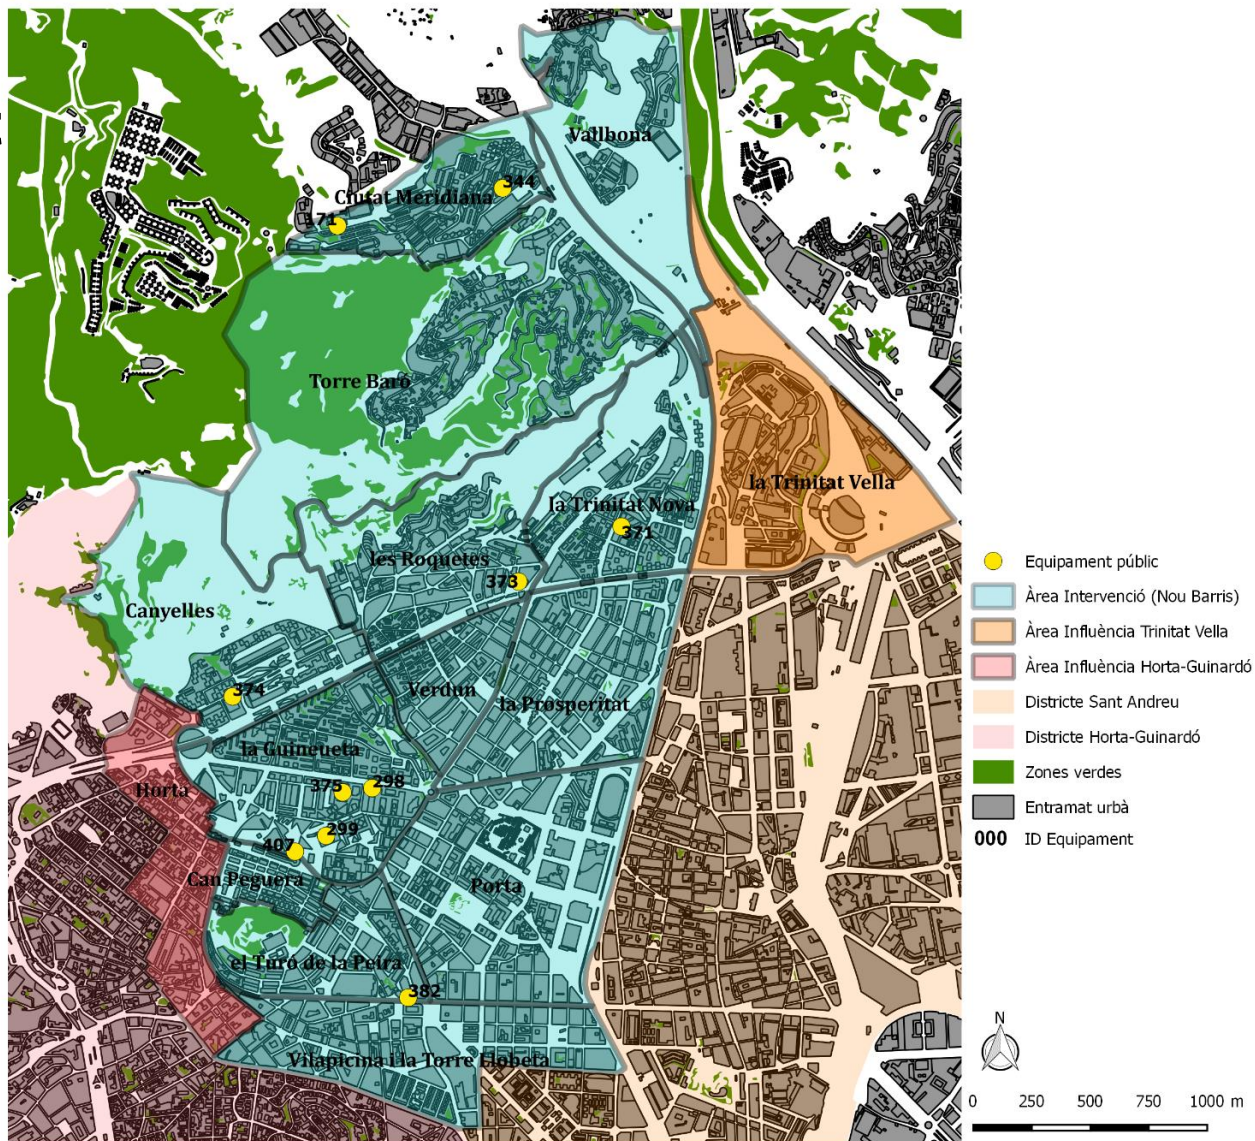 Vallbona
344
Ciutat Meridiana
171
Torre Baró
la Trinitat Vella
la Trinitat Nova
371
les Roquetes
373
Canyelles
374
Verdun
la Prosperitat
la Guineueta
Horta
375
298
299
407
Can Peguera
Porta
el Turó de la Peira
382
Vilapicina i la Torre Llobeta
Equipament públic
Àrea Intervenció (Nou Barris)
Àrea Influència Trinitat Vella
Àrea Influència Horta-Guinardó
Districte Sant Andreu
Districte Horta-Guinardó
Zones verdes
Entramat urbà
000 ID Equipament
N
0 250 500 750 1000 m